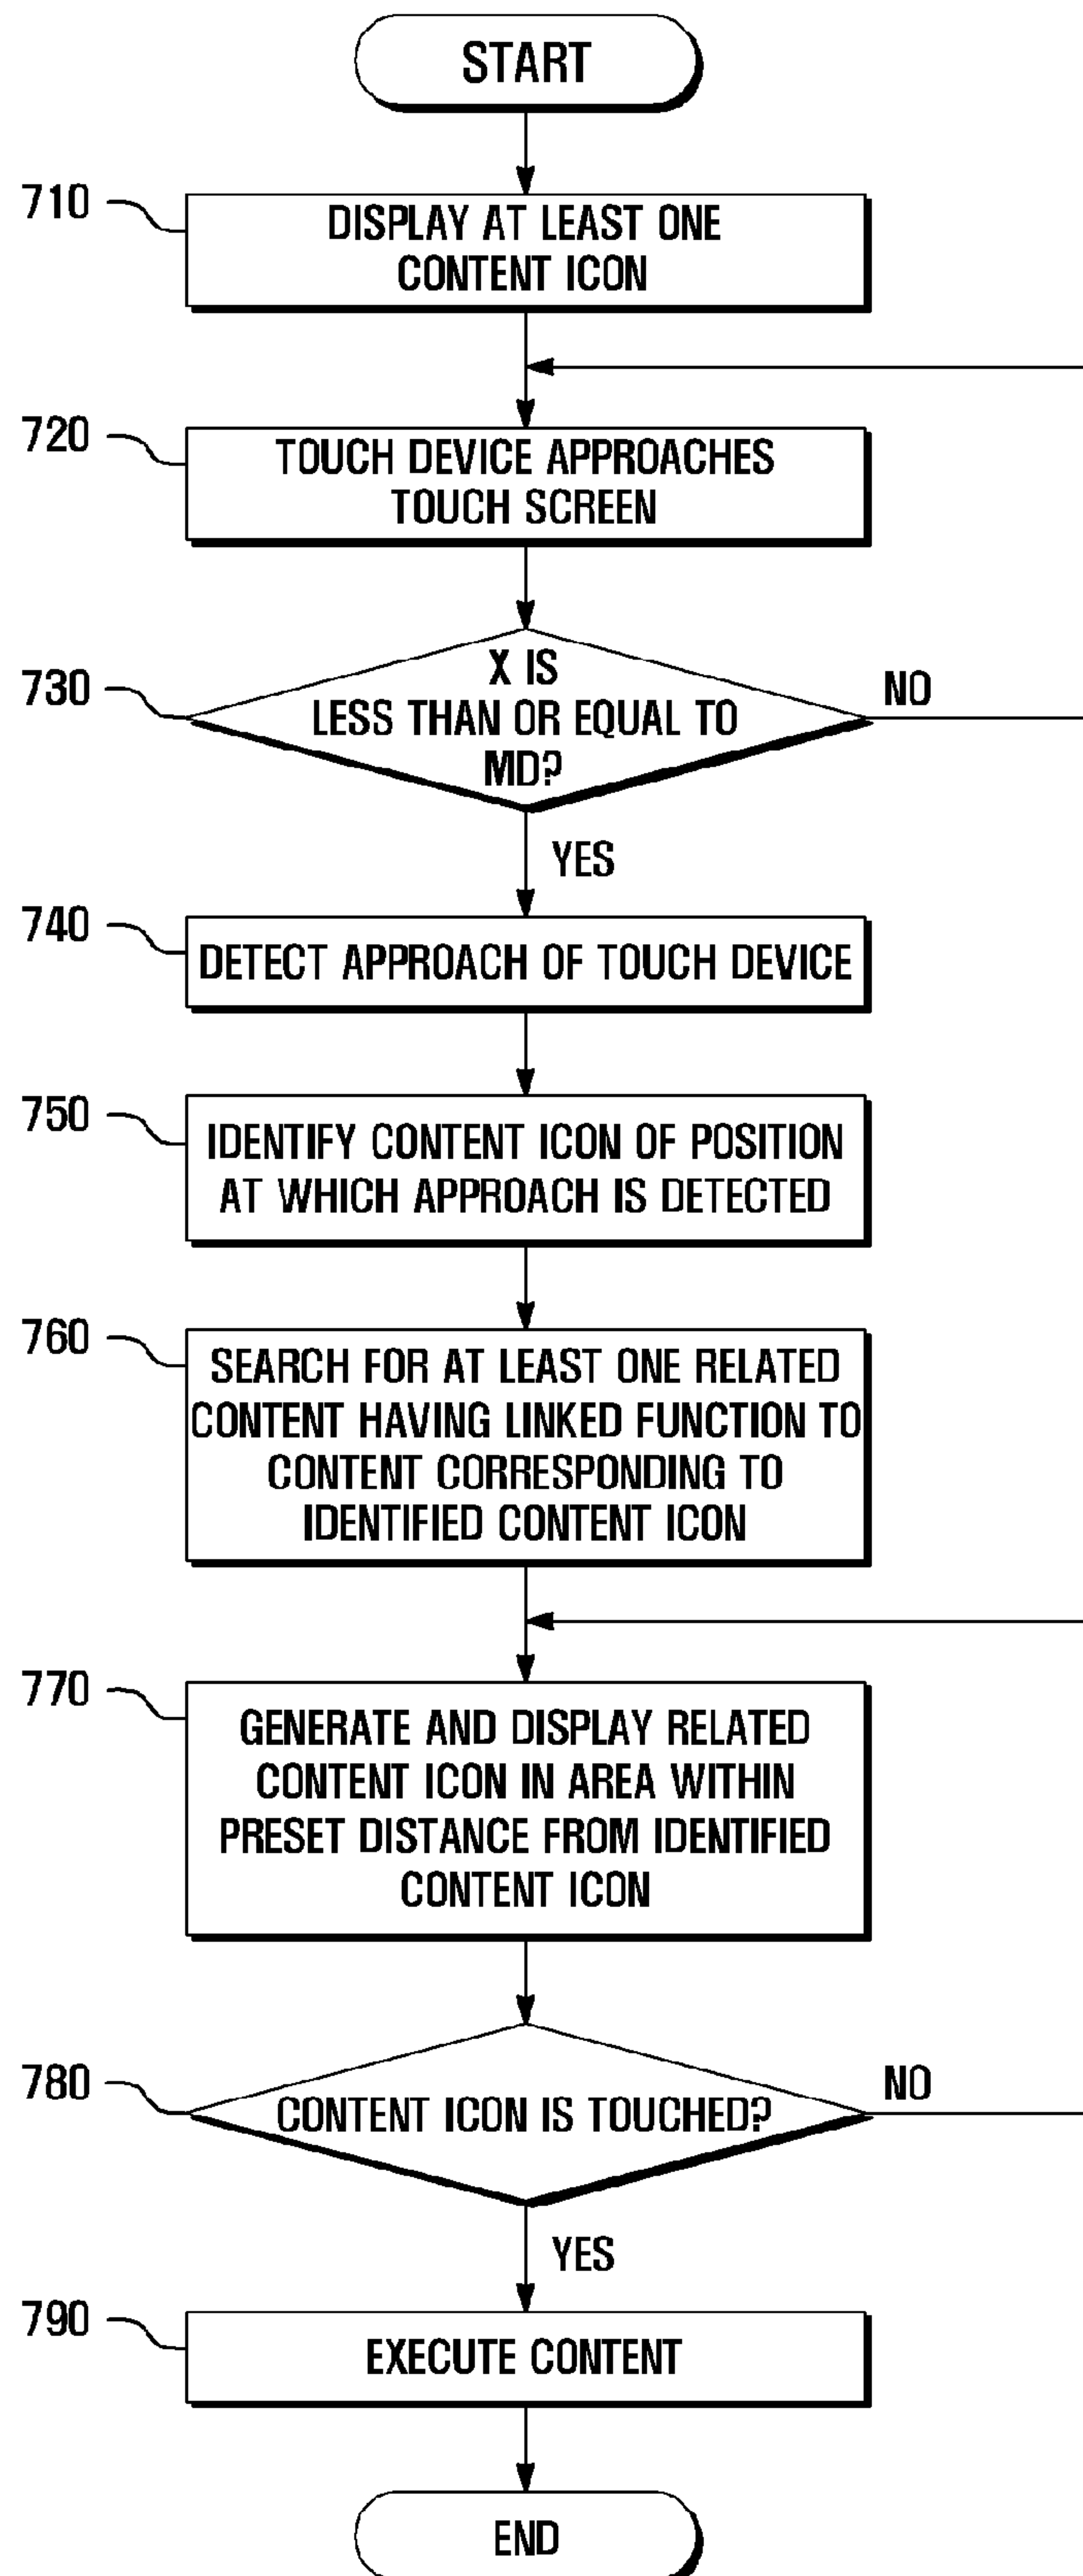 START
710
DISPLAY AT LEAST ONE
CONTENT ICON
720
TOUCH DEVICE APPROACHES
TOUCH SCREEN
730
X IS
LESS THAN OR EQUAL TO
MD?
NO
YES
740
DETECT APPROACH OF TOUCH DEVICE
750
IDENTIFY CONTENT ICON OF POSITION
AT WHICH APPROACH IS DETECTED
760
SEARCH FOR AT LEAST ONE RELATED
CONTENT HAVING LINKED FUNCTION TO
CONTENT CORRESPONDING TO
IDENTIFIED CONTENT ICON
770
GENERATE AND DISPLAY RELATED
CONTENT ICON IN AREA WITHIN
PRESET DISTANCE FROM IDENTIFIED
CONTENT ICON
780
CONTENT ICON IS TOUCHED?
NO
YES
790
EXECUTE CONTENT
END